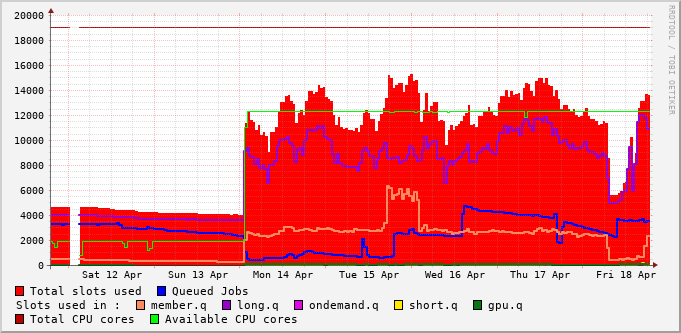 RRDTOOL / TOBI OETIKER
20000
18000
16000
14000
12000
10000
8000
6000
4000
2000
0
Sat 12 Apr Sun 13 Apr Mon 14 Apr Tue 15 Apr Wed 16 Apr Thu 17 Apr Fri 18 Apr
Total slots used Queued Jobs
Slots used in : member.q long.q ondemand.q short.q gpu.q
Total CPU cores Available CPU cores